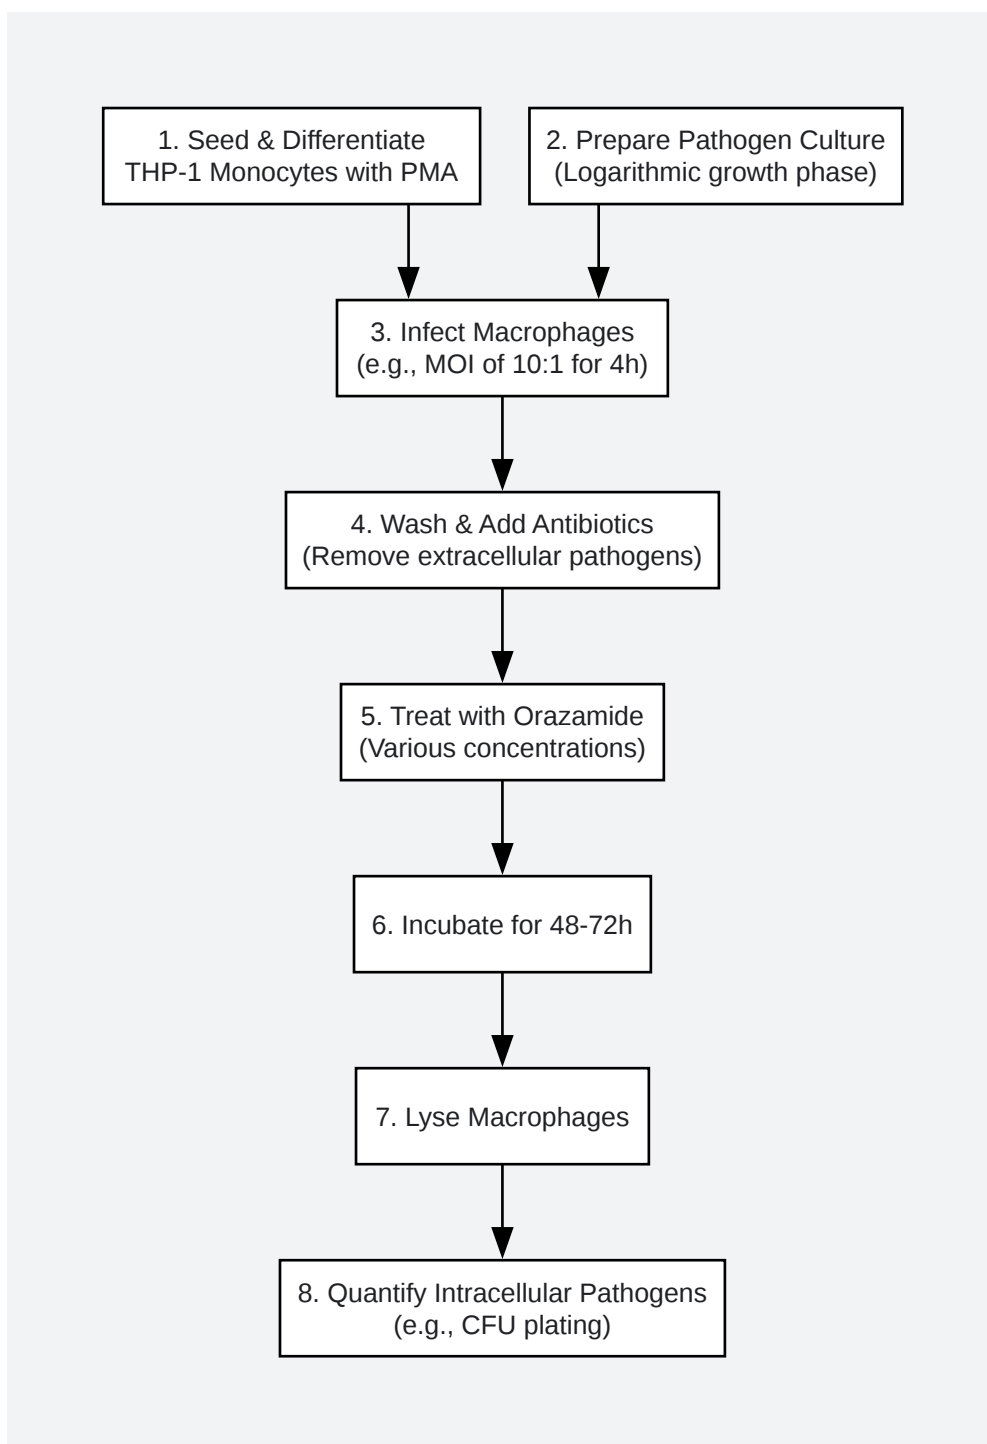 1. Seed & Differentiate
THP-1 Monocytes with PMA
2. Prepare Pathogen Culture
(Logarithmic growth phase)
3. Infect Macrophages
(e.g., MOI of 10:1 for 4h)
4. Wash & Add Antibiotics
(Remove extracellular pathogens)
5. Treat with Orazamide
(Various concentrations)
6. Incubate for 48-72h
7. Lyse Macrophages
8. Quantify Intracellular Pathogens
(e.g., CFU plating)